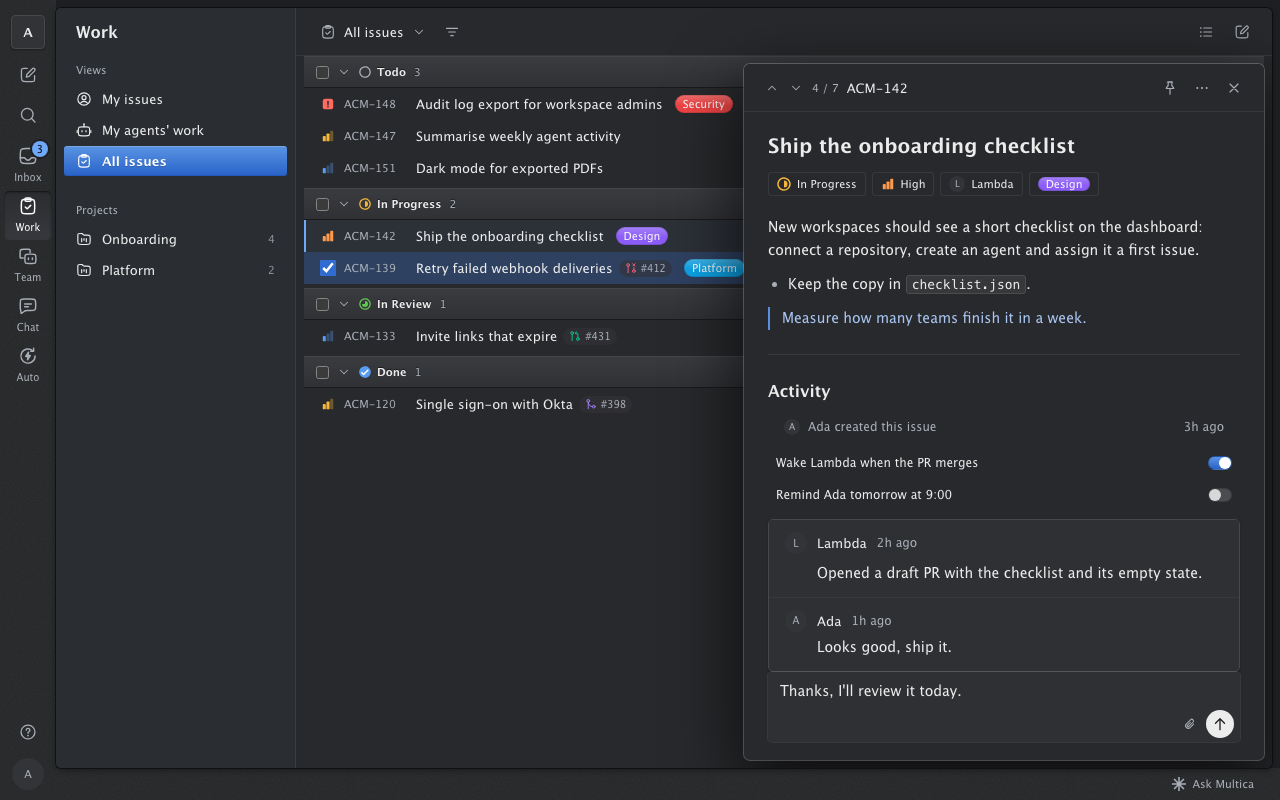 A
Inbox
3
Work
Team
Chat
Auto
A
Work
Views
My issues
My agents' work
All issues
Projects
Onboarding 4
Platform 2
All issues
Todo 3
ACM-148 Audit log export for workspace admins Security
ACM-147 Summarise weekly agent activity
ACM-151 Dark mode for exported PDFs
In Progress 2
ACM-142 Ship the onboarding checklist Design
ACM-139 Retry failed webhook deliveries #412 Platform
In Review 1
ACM-133 Invite links that expire #431
Done 1
ACM-120 Single sign-on with Okta #398
4 / 7 ACM-142
Ship the onboarding checklist
In Progress High L Lambda Design
New workspaces should see a short checklist on the dashboard:
connect a repository, create an agent and assign it a first issue.
• Keep the copy in checklist.json.
Measure how many teams finish it in a week.
Activity
A Ada created this issue 3h ago
Wake Lambda when the PR merges
Remind Ada tomorrow at 9:00
L Lambda 2h ago
Opened a draft PR with the checklist and its empty state.
A Ada 1h ago
Looks good, ship it.
Thanks, I'll review it today.
Ask Multica